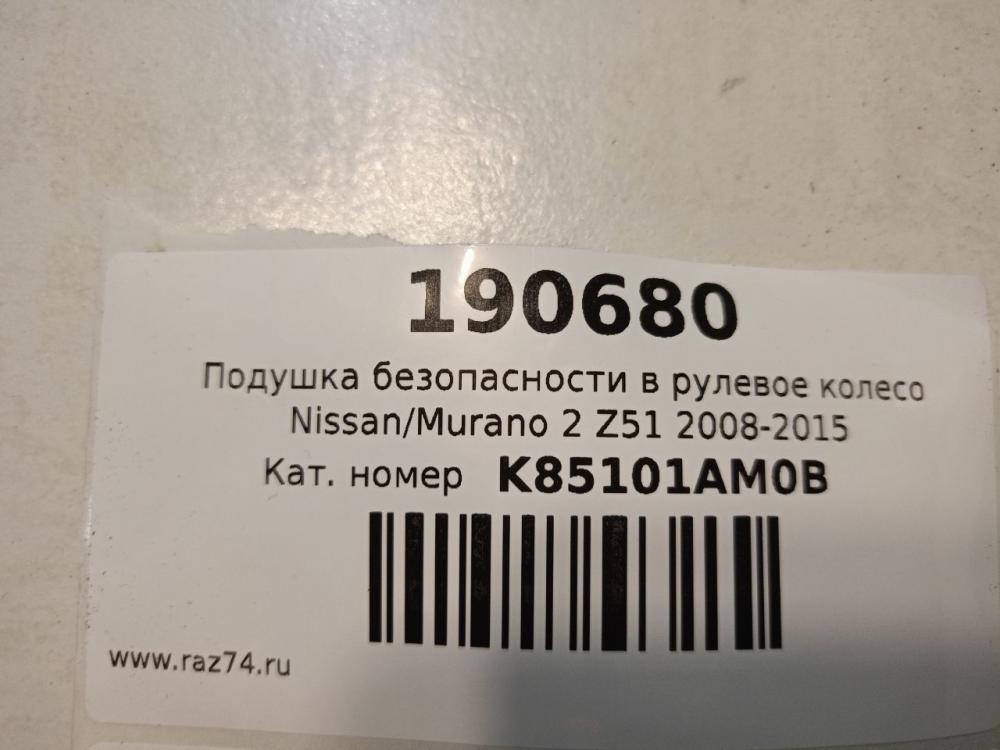 190680
Подушка безопасности в рулевое колесо
Nissan/Murano 2 Z51 2008-2015
Кат. номер K85101AM0B
www.raz74.ru